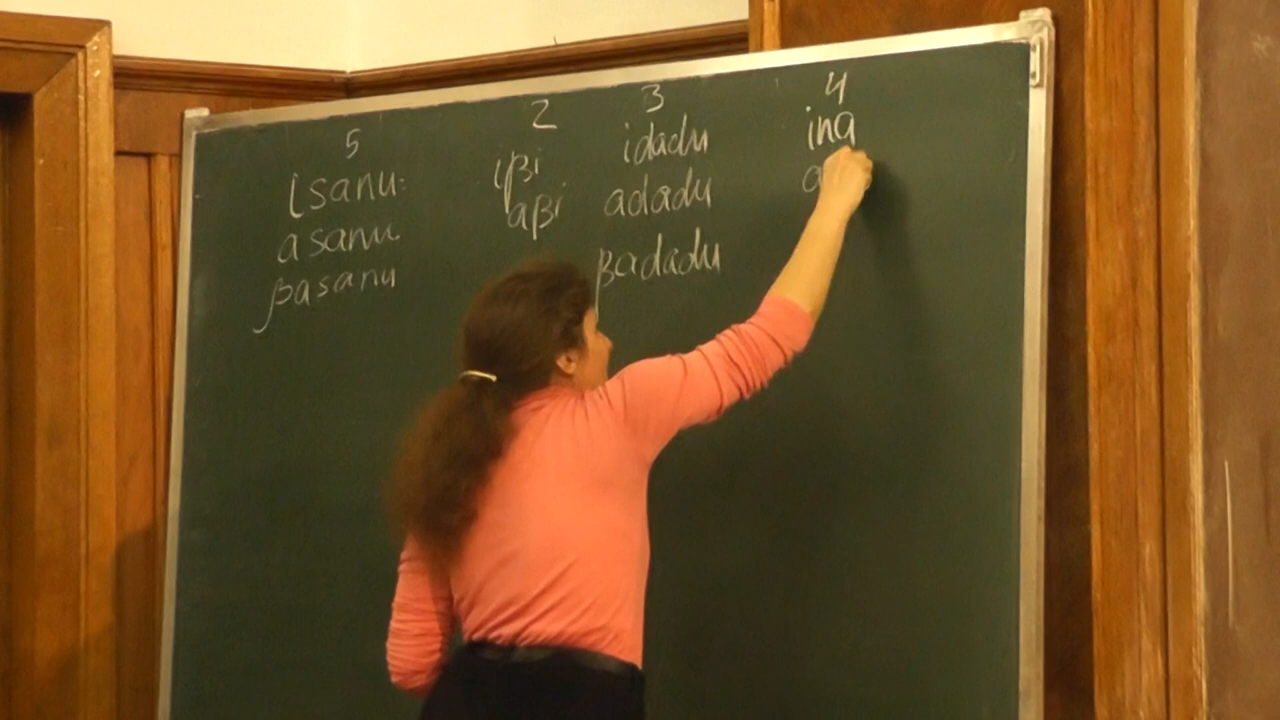 5
isanu:
asanu
βasanu
2
iβi
aβi
3
idadu
adadu
βadadu
4
ina
a